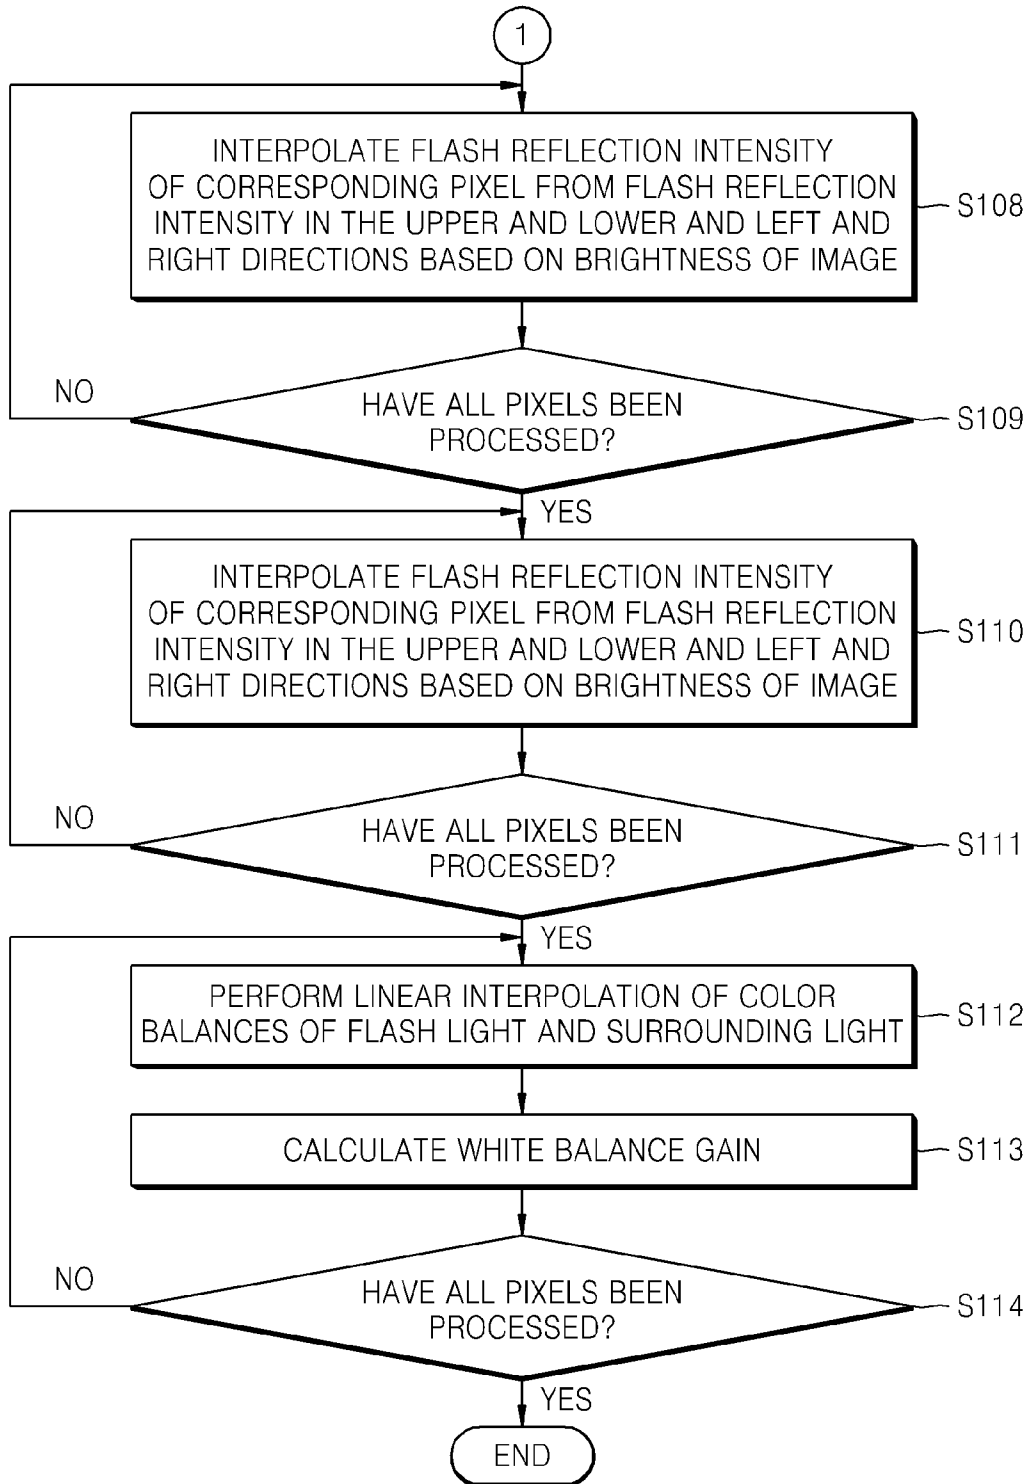 1
INTERPOLATE FLASH REFLECTION INTENSITY
OF CORRESPONDING PIXEL FROM FLASH REFLECTION
INTENSITY IN THE UPPER AND LOWER AND LEFT AND
RIGHT DIRECTIONS BASED ON BRIGHTNESS OF IMAGE
S108
NO
HAVE ALL PIXELS BEEN
PROCESSED?
S109
YES
INTERPOLATE FLASH REFLECTION INTENSITY
OF CORRESPONDING PIXEL FROM FLASH REFLECTION
INTENSITY IN THE UPPER AND LOWER AND LEFT AND
RIGHT DIRECTIONS BASED ON BRIGHTNESS OF IMAGE
S110
NO
HAVE ALL PIXELS BEEN
PROCESSED?
S111
YES
PERFORM LINEAR INTERPOLATION OF COLOR
BALANCES OF FLASH LIGHT AND SURROUNDING LIGHT
S112
CALCULATE WHITE BALANCE GAIN
S113
NO
HAVE ALL PIXELS BEEN
PROCESSED?
S114
YES
END